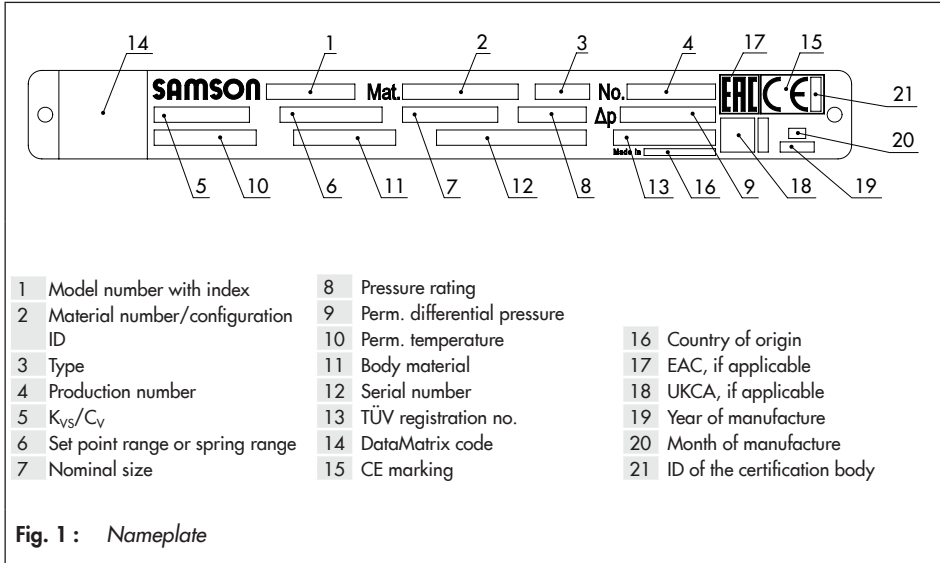 14 1 2 3 4 17 15
SAMSON Mat. No. EAC CE 21
Δp
20
Made in
5 10 6 11 7 12 8 13 16 9 18 19
1 Model number with index
2 Material number/configuration
ID
3 Type
4 Production number
5 KVS/CV
6 Set point range or spring range
7 Nominal size
8 Pressure rating
9 Perm. differential pressure
10 Perm. temperature
11 Body material
12 Serial number
13 TÜV registration no.
14 DataMatrix code
15 CE marking
16 Country of origin
17 EAC, if applicable
18 UKCA, if applicable
19 Year of manufacture
20 Month of manufacture
21 ID of the certification body
Fig. 1 : Nameplate